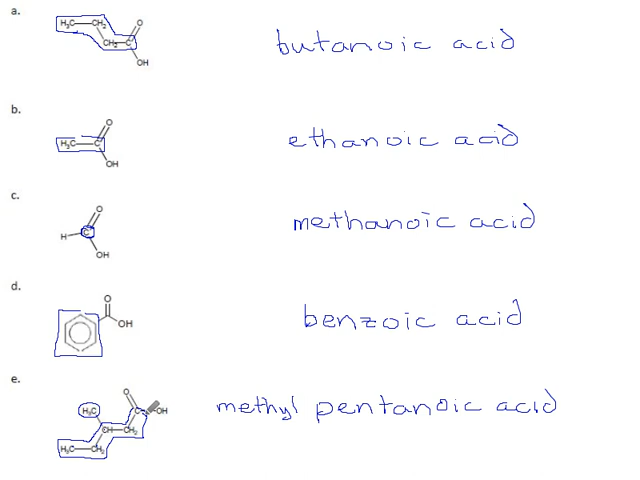 a.
H₃C CH₂ O
CH₂ C
OH
butanoic acid
b.
O
H₃C C
OH
ethanoic acid
c.
O
H C
OH
methanoic acid
d.
O
OH
benzoic acid
e.
O
H₃C OH
CH CH₂
H₃C CH₂
methyl pentanoic acid